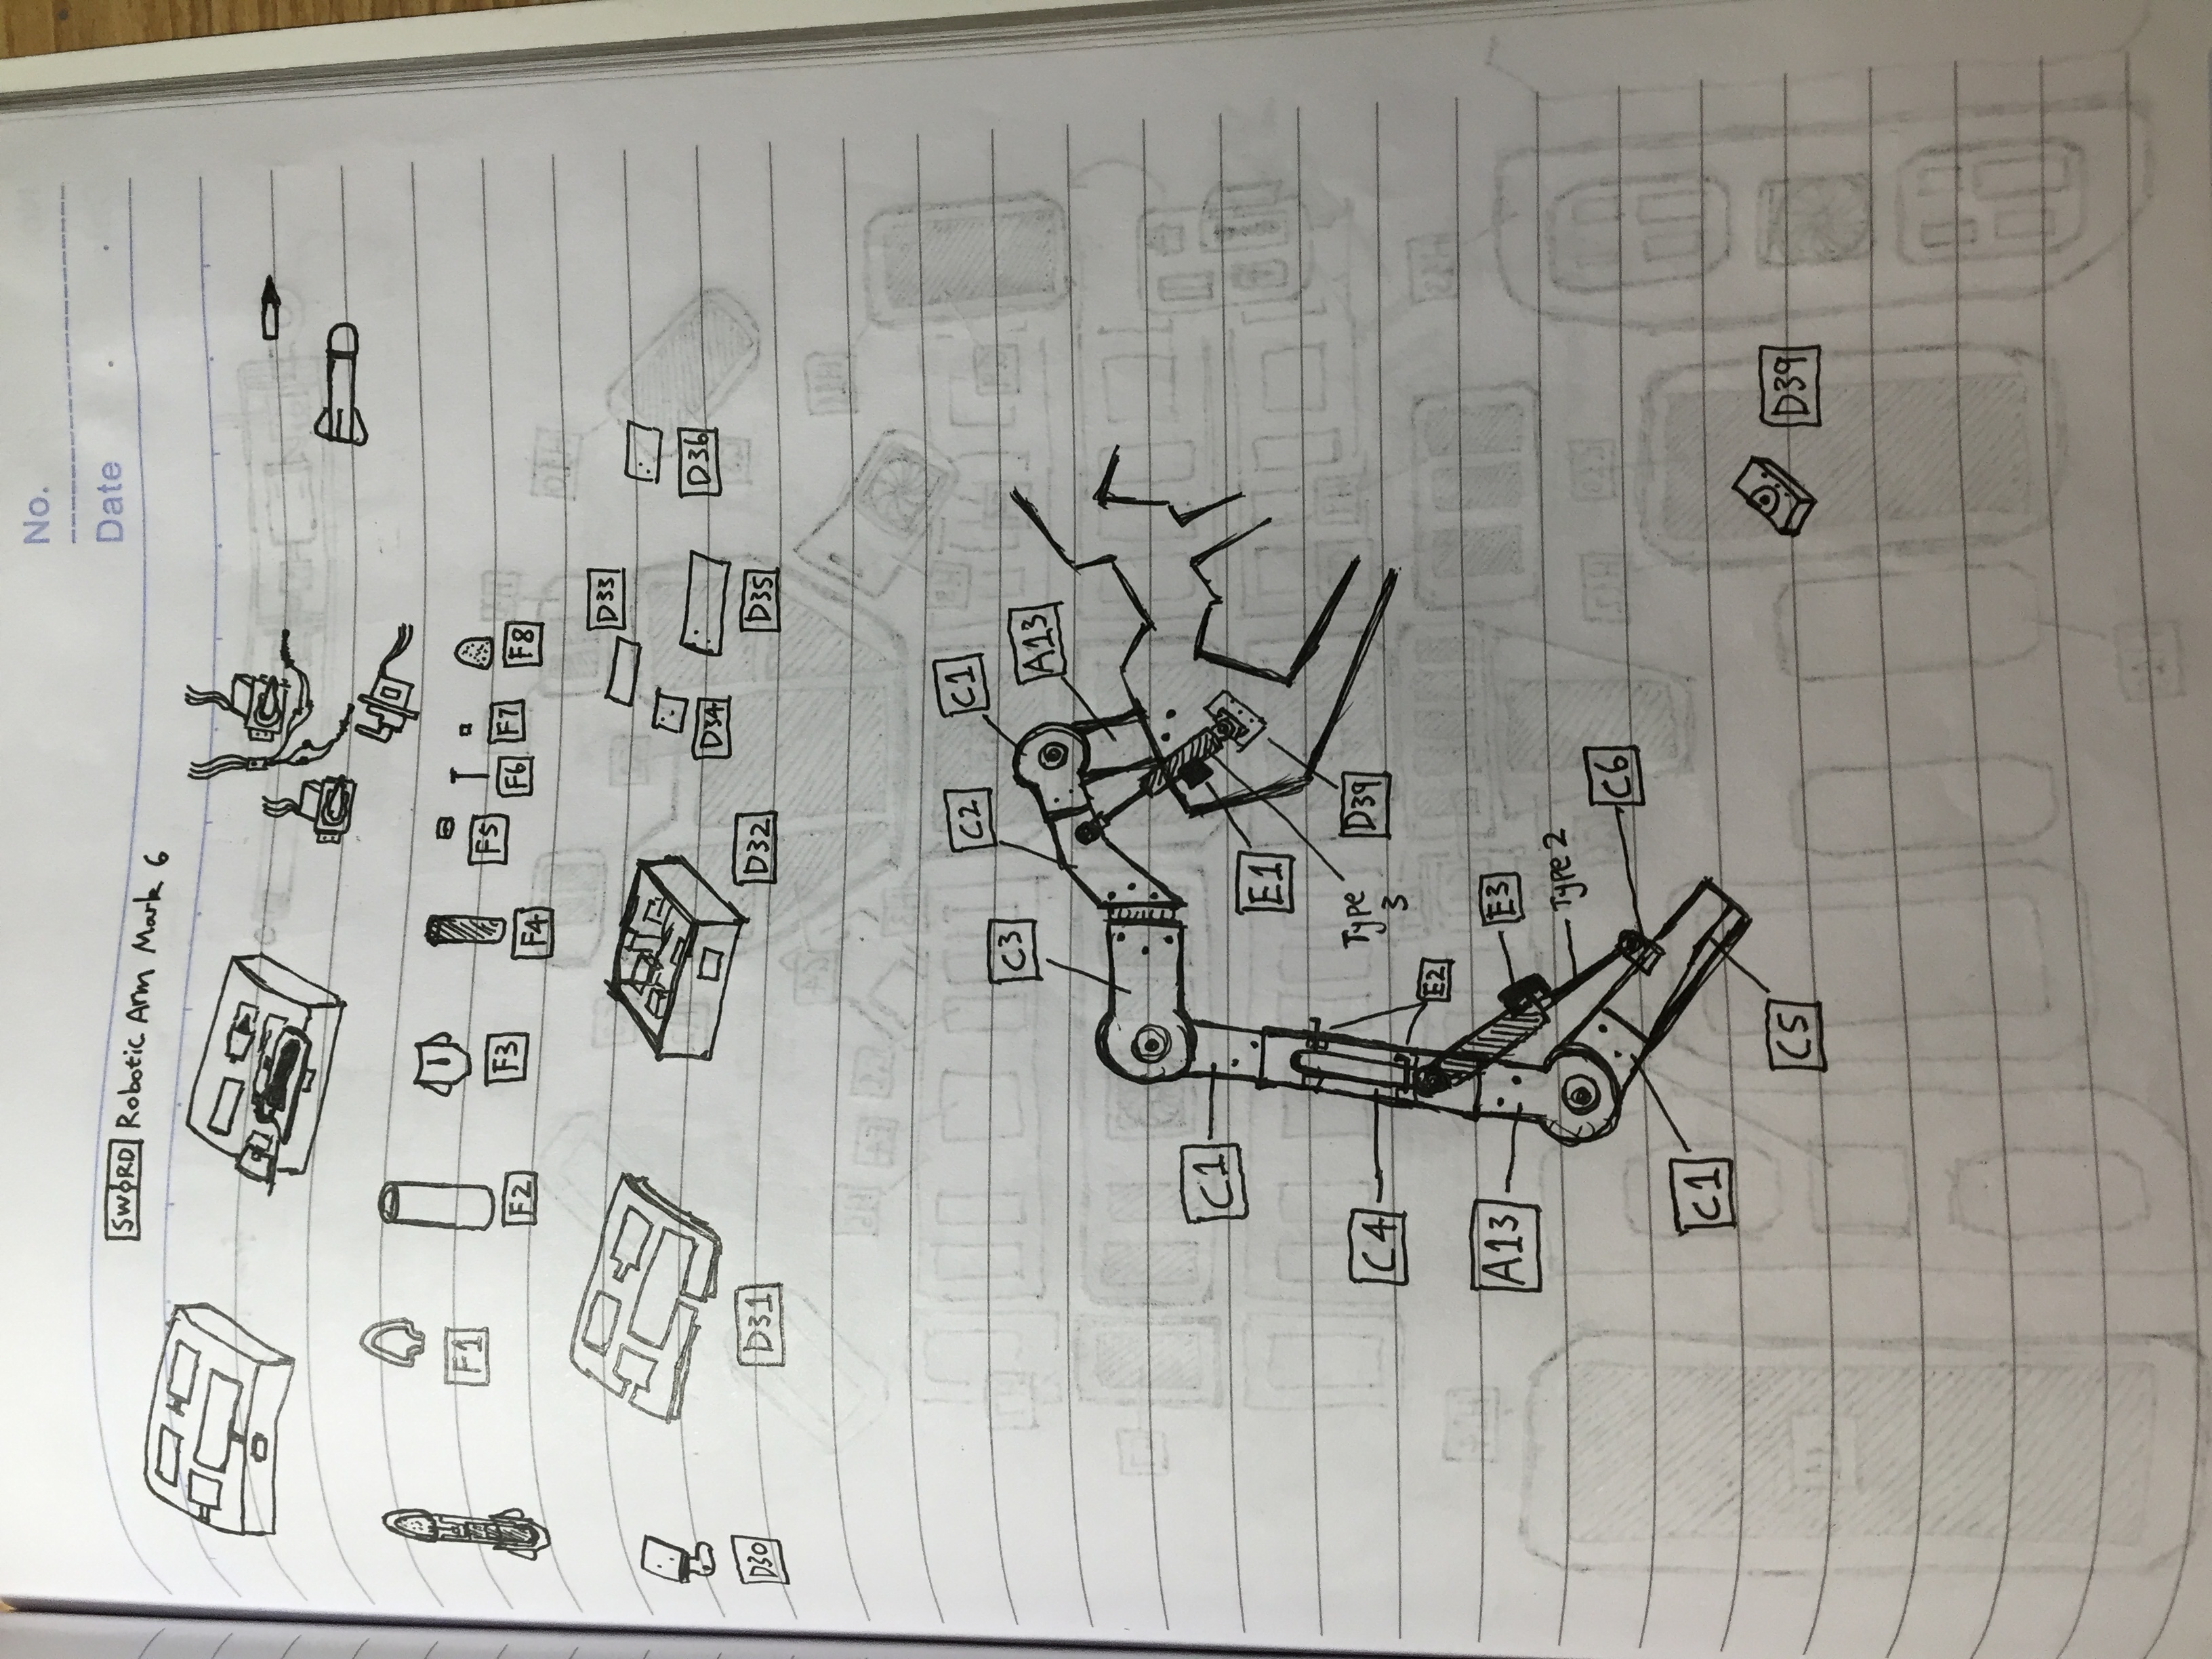 No.
Date
SWORD Robotic Arm Mark 6
F1
F2
F3
F4
F5
F6
F7
F8
D30
D31
D32
D33
D34
D35
D36
C3
C2
C1
A13
C1
E1
Type
3
D39
C4
E2
A13
E3
Type 2
C6
C1
C5
D39